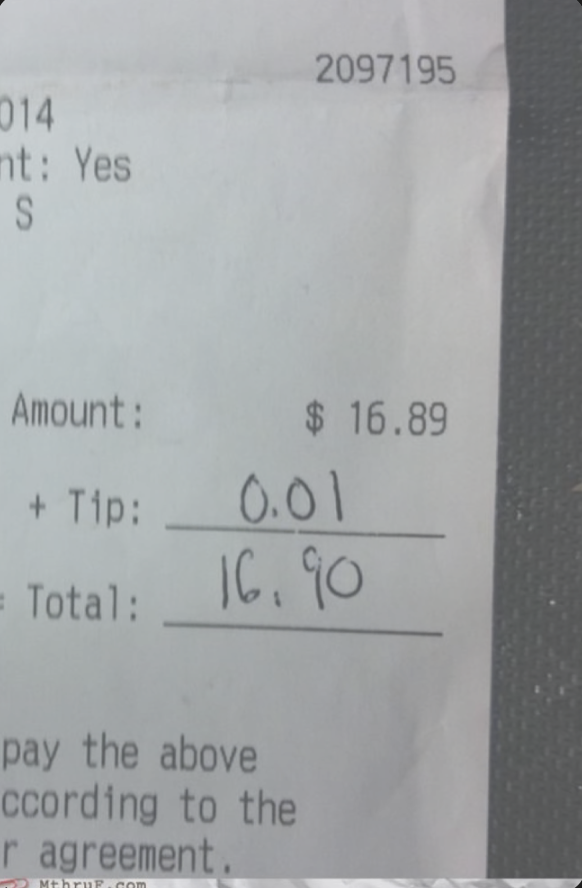 2097195
014
nt: Yes
S
Amount: $ 16.89
+ Tip: 0.01
= Total: 16.90
pay the above
ccording to the
r agreement.
MthruF.com